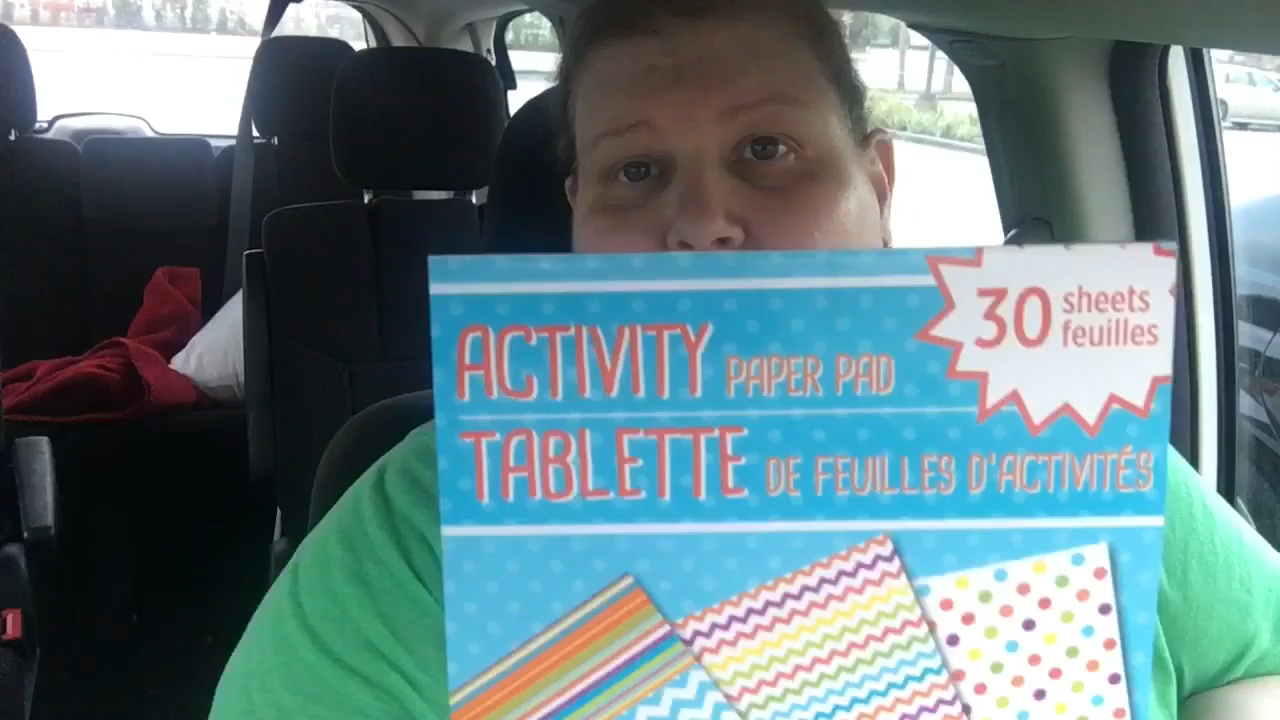 30 sheets
feuilles
ACTIVITY PAPER PAD
TABLETTE DE FEUILLES D'ACTIVITÉS